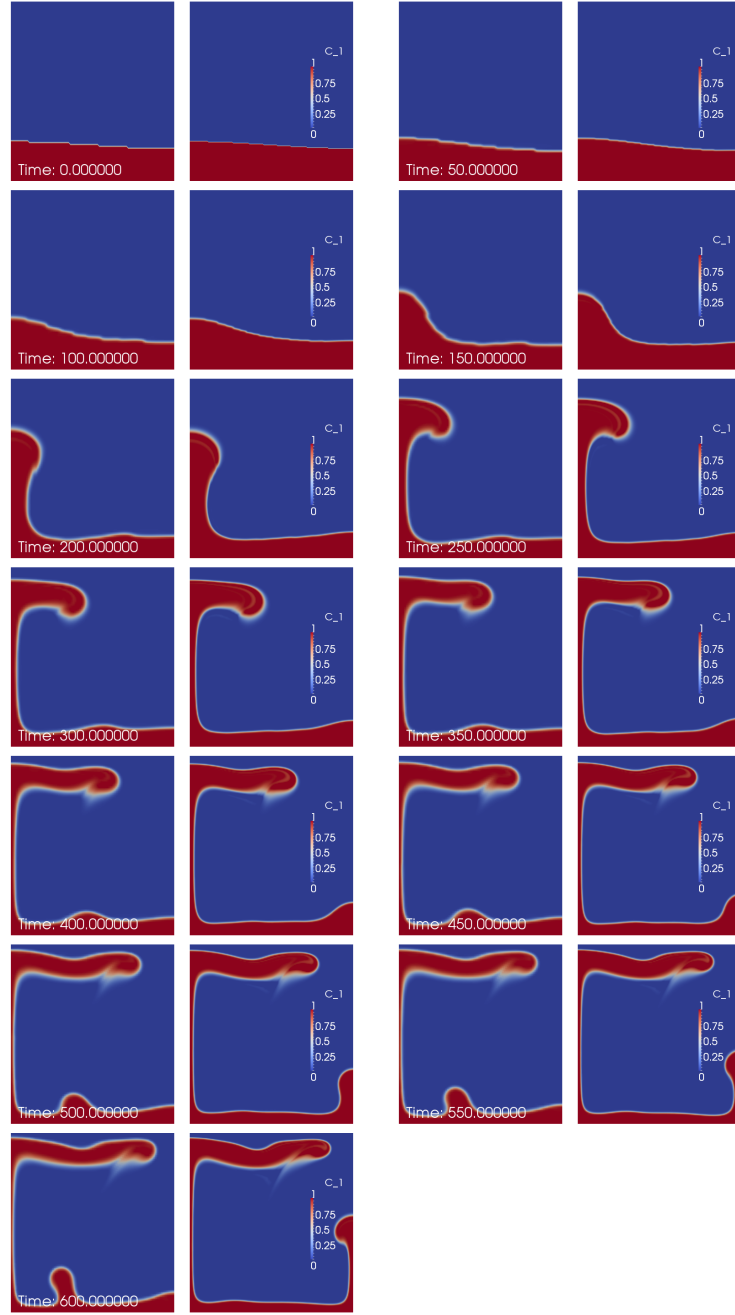 C_1
1
0.75
0.5
0.25
0
Time: 0.000000
C_1
1
0.75
0.5
0.25
0
Time: 50.000000
C_1
1
0.75
0.5
0.25
0
Time: 100.000000
C_1
1
0.75
0.5
0.25
0
Time: 150.000000
C_1
1
0.75
0.5
0.25
0
Time: 200.000000
C_1
1
0.75
0.5
0.25
0
Time: 250.000000
C_1
1
0.75
0.5
0.25
0
Time: 300.000000
C_1
1
0.75
0.5
0.25
0
Time: 350.000000
C_1
1
0.75
0.5
0.25
0
Time: 400.000000
C_1
1
0.75
0.5
0.25
0
Time: 450.000000
C_1
1
0.75
0.5
0.25
0
Time: 500.000000
C_1
1
0.75
0.5
0.25
0
Time: 550.000000
C_1
1
0.75
0.5
0.25
0
Time: 600.000000